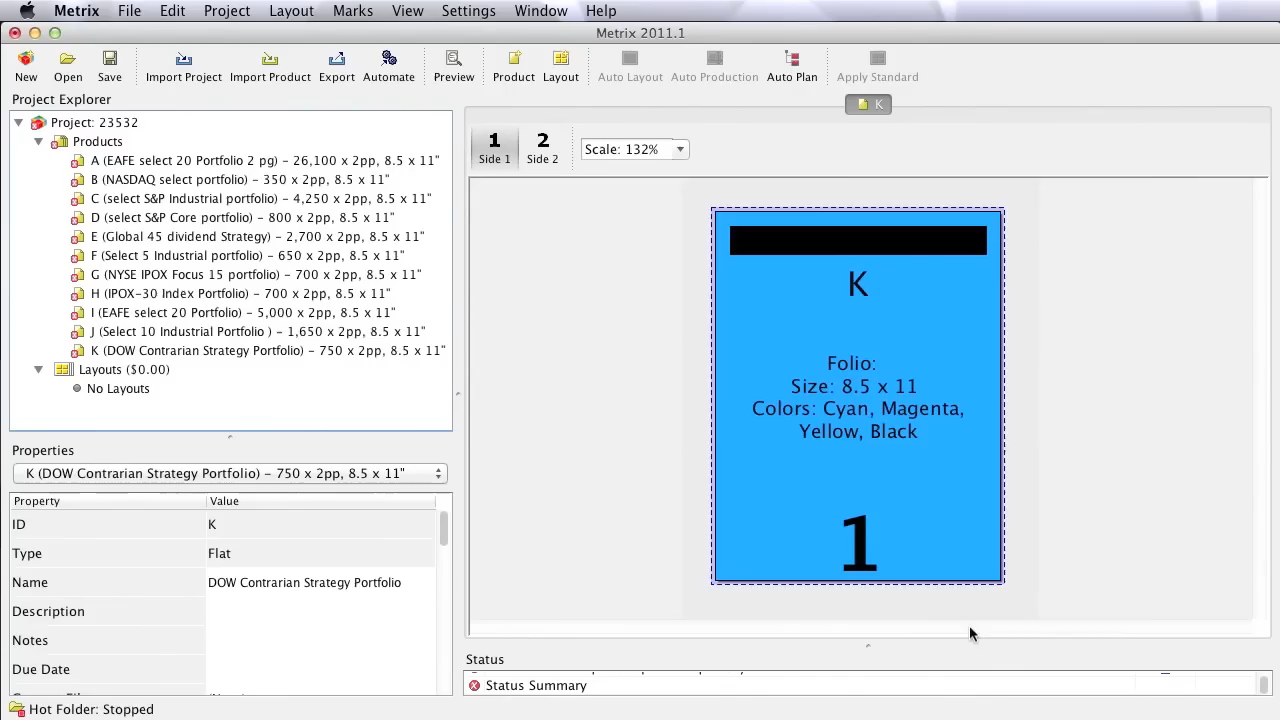 Metrix File Edit Project Layout Marks View Settings Window Help
Metrix 2011.1
New Open Save Import Project Import Product Export Automate Preview Product Layout Auto Layout Auto Production Auto Plan Apply Standard
Project Explorer
K
Project: 23532
Products
A (EAFE select 20 Portfolio 2 pg) – 26,100 x 2pp, 8.5 x 11"
B (NASDAQ select portfolio) – 350 x 2pp, 8.5 x 11"
C (select S&P Industrial portfolio) – 4,250 x 2pp, 8.5 x 11"
D (select S&P Core portfolio) – 800 x 2pp, 8.5 x 11"
E (Global 45 dividend Strategy) – 2,700 x 2pp, 8.5 x 11"
F (Select 5 Industrial portfolio) – 650 x 2pp, 8.5 x 11"
G (NYSE IPOX Focus 15 portfolio) – 700 x 2pp, 8.5 x 11"
H (IPOX-30 Index Portfolio) – 700 x 2pp, 8.5 x 11"
I (EAFE select 20 Portfolio) – 5,000 x 2pp, 8.5 x 11"
J (Select 10 Industrial Portfolio ) – 1,650 x 2pp, 8.5 x 11"
K (DOW Contrarian Strategy Portfolio) – 750 x 2pp, 8.5 x 11"
Layouts ($0.00)
No Layouts
1 2
Side 1 Side 2
Scale: 132%
K
Folio:
Size: 8.5 x 11
Colors: Cyan, Magenta,
Yellow, Black
1
Properties
K (DOW Contrarian Strategy Portfolio) – 750 x 2pp, 8.5 x 11"
Property Value
ID K
Type Flat
Name DOW Contrarian Strategy Portfolio
Description
Notes
Due Date
Status
Status Summary
Hot Folder: Stopped